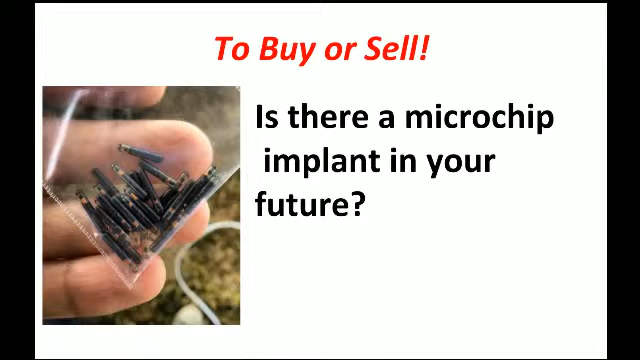 To Buy or Sell!
Is there a microchip
implant in your
future?